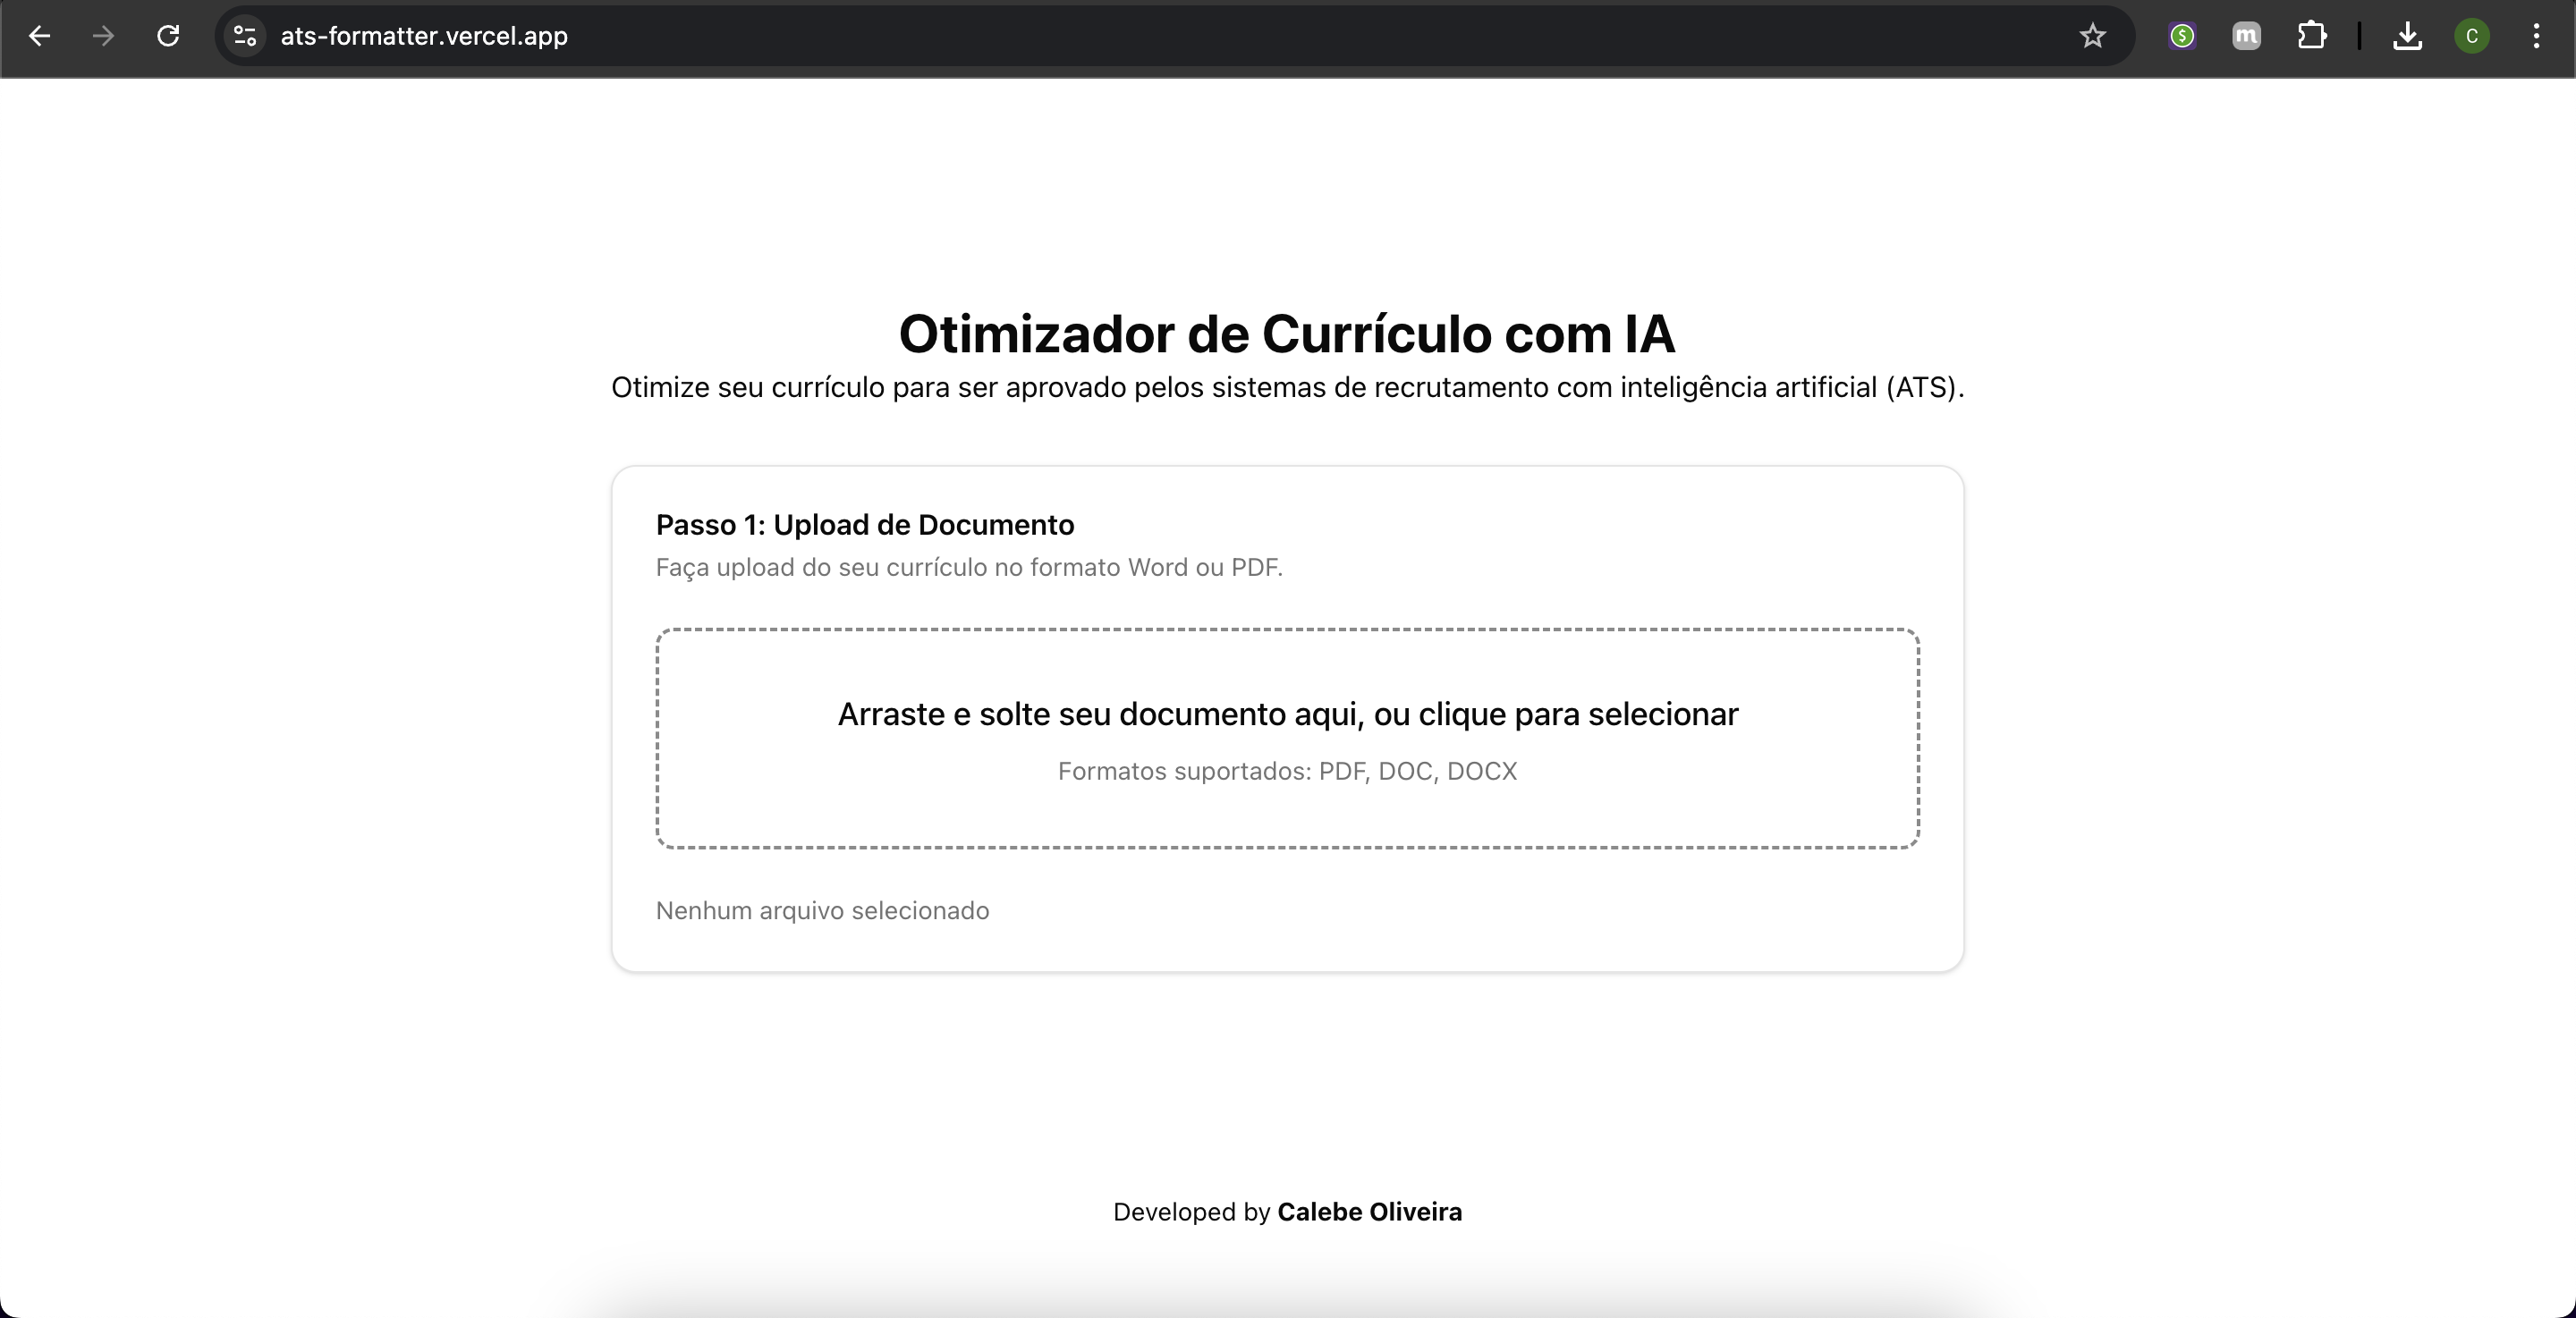 ats-formatter.vercel.app
$
m
C
Otimizador de Currículo com IA
Otimize seu currículo para ser aprovado pelos sistemas de recrutamento com inteligência artificial (ATS).
Passo 1: Upload de Documento
Faça upload do seu currículo no formato Word ou PDF.
Arraste e solte seu documento aqui, ou clique para selecionar
Formatos suportados: PDF, DOC, DOCX
Nenhum arquivo selecionado
Developed by Calebe Oliveira